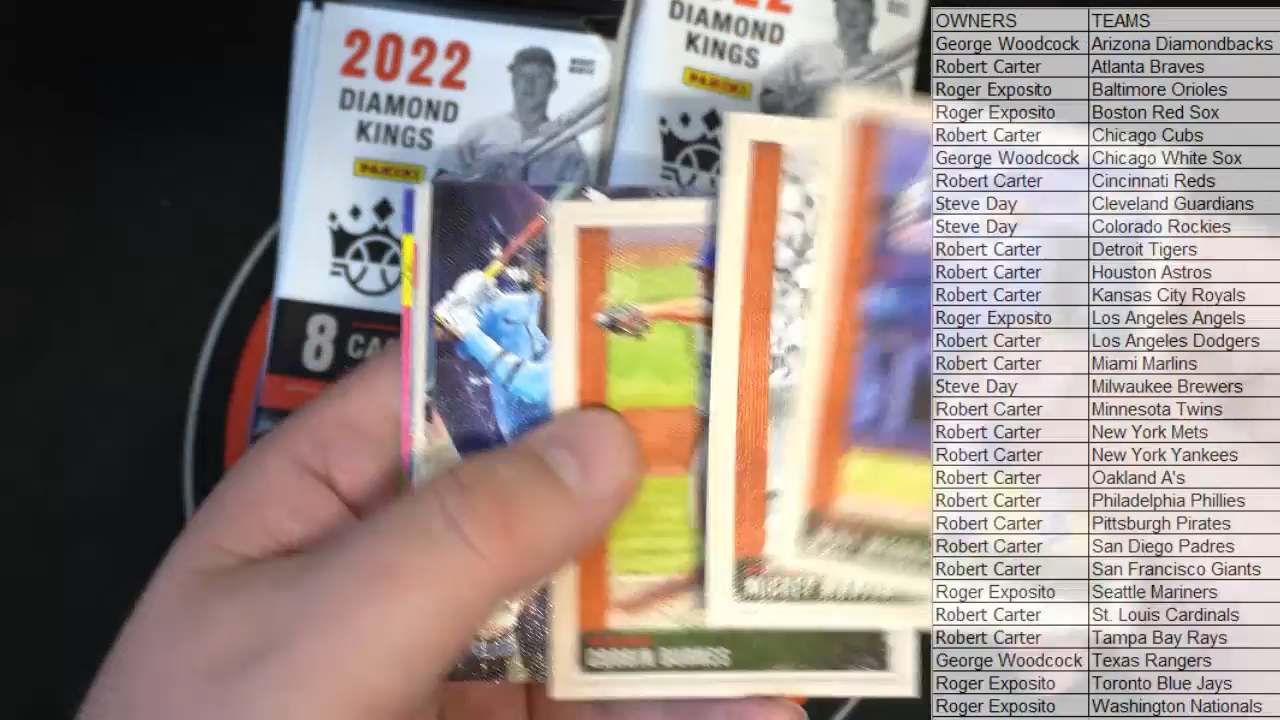 2022
DIAMOND
KINGS
PANINI
8 CA
DIAMOND
KINGS
PANINI
CORBIN BURNES
OWNERS TEAMS
George Woodcock Arizona Diamondbacks
Robert Carter Atlanta Braves
Roger Exposito Baltimore Orioles
Roger Exposito Boston Red Sox
Robert Carter Chicago Cubs
George Woodcock Chicago White Sox
Robert Carter Cincinnati Reds
Steve Day Cleveland Guardians
Steve Day Colorado Rockies
Robert Carter Detroit Tigers
Robert Carter Houston Astros
Robert Carter Kansas City Royals
Roger Exposito Los Angeles Angels
Robert Carter Los Angeles Dodgers
Robert Carter Miami Marlins
Steve Day Milwaukee Brewers
Robert Carter Minnesota Twins
Robert Carter New York Mets
Robert Carter New York Yankees
Robert Carter Oakland A's
Robert Carter Philadelphia Phillies
Robert Carter Pittsburgh Pirates
Robert Carter San Diego Padres
Robert Carter San Francisco Giants
Roger Exposito Seattle Mariners
Robert Carter St. Louis Cardinals
Robert Carter Tampa Bay Rays
George Woodcock Texas Rangers
Roger Exposito Toronto Blue Jays
Roger Exposito Washington Nationals